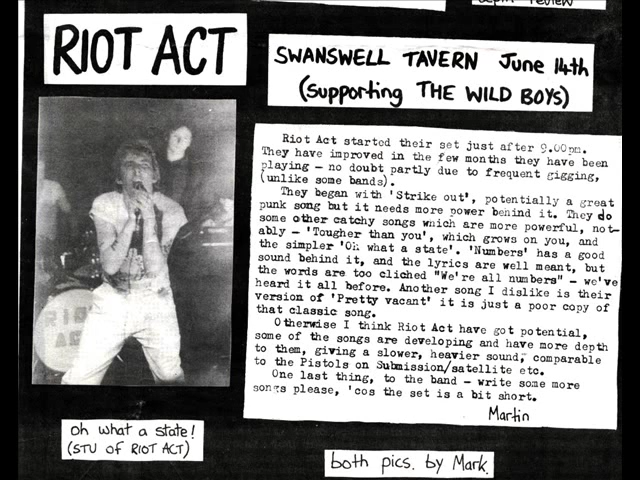 depth review
RIOT ACT
SWANSWELL TAVERN June 14th
(supporting THE WILD BOYS)
Riot Act started their set just after 9.00pm.
They have improved in the few months they have been
playing - no doubt partly due to frequent gigging,
(unlike some bands).
They began with 'Strike out', potentially a great
punk song but it needs more power behind it. They do
some other catchy songs which are more powerful, not-
ably - 'Tougher than you', which grows on you, and
the simpler 'Oh what a state'. 'Numbers' has a good
sound behind it, and the lyrics are well meant, but
the words are too cliched "We're all numbers" - we've
heard it all before. Another song I dislike is their
version of 'Pretty vacant' it is just a poor copy of
that classic song.
Otherwise I think Riot Act have got potential,
some of the songs are developing and have more depth
to them, giving a slower, heavier sound, comparable
to the Pistols on Submission/satellite etc.
One last thing, to the band - write some more
songs please, 'cos the set is a bit short.
Martin
RIOT
ACT
oh what a state!
(STU OF RIOT ACT)
both pics. by Mark.